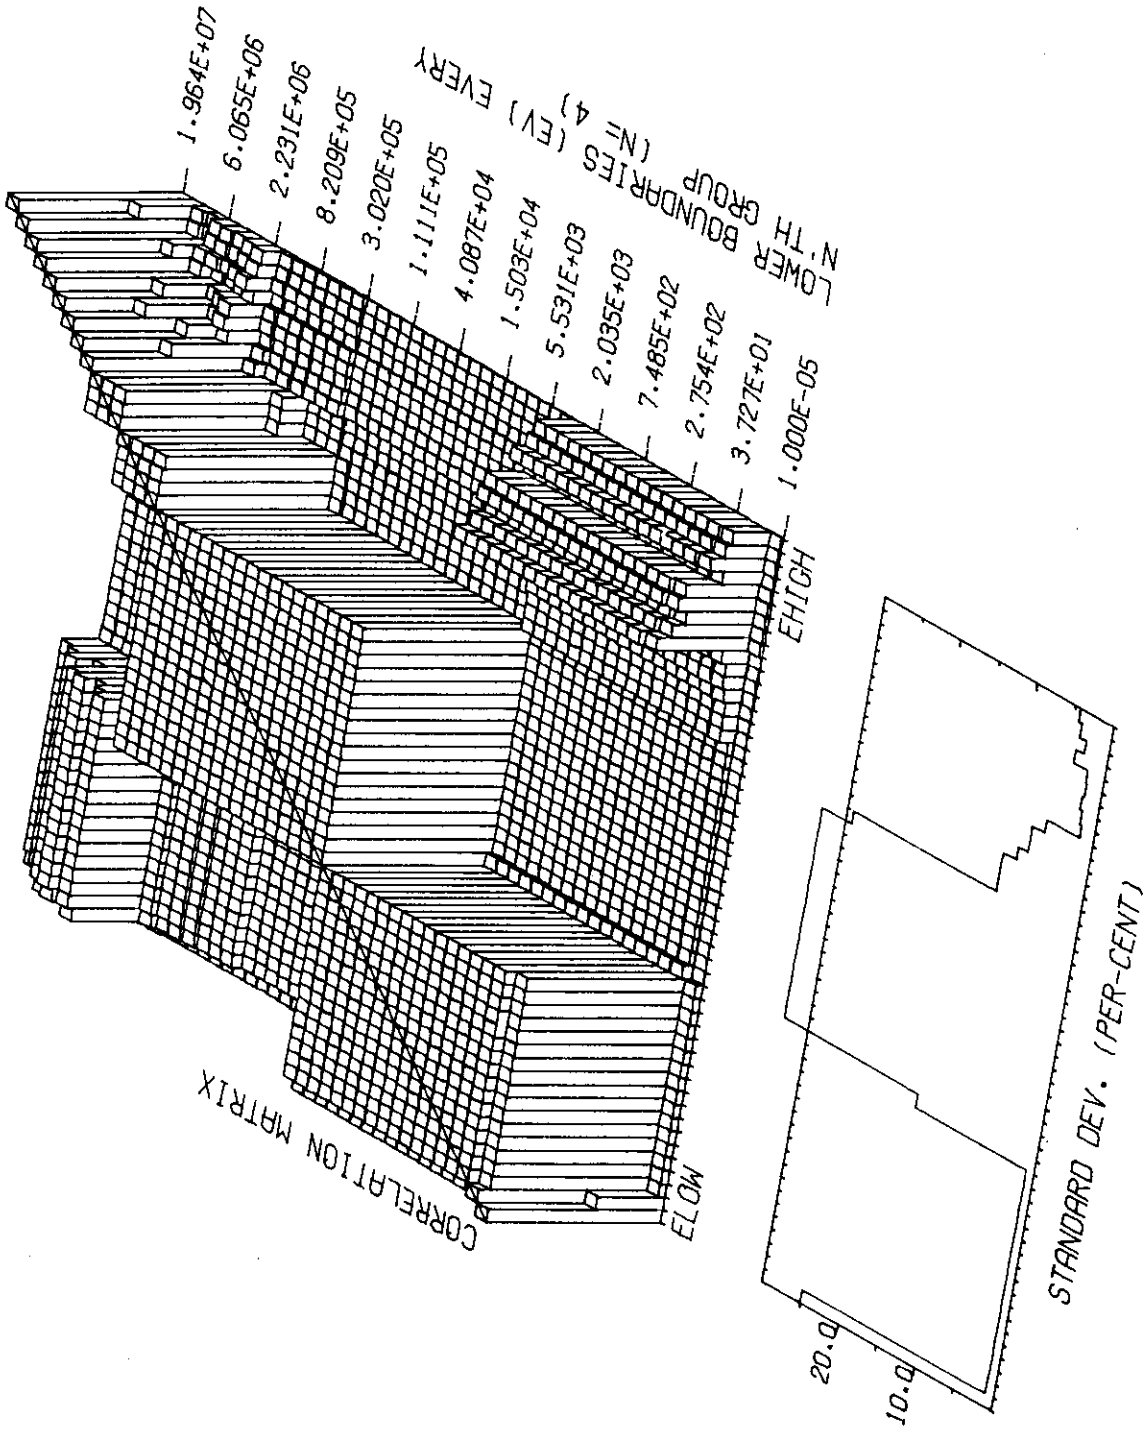 CORRELATION MATRIX
1.964E+07
6.065E+06
2.231E+06
8.209E+05
3.020E+05
1.111E+05
4.087E+04
1.503E+04
5.531E+03
2.035E+03
7.485E+02
2.754E+02
3.727E+01
1.000E-05
LOWER BOUNDARIES (EV) EVERY
N'TH GROUP (N= 4)
ELOW
EHIGH
20.0
10.0
STANDARD DEV. (PER-CENT)